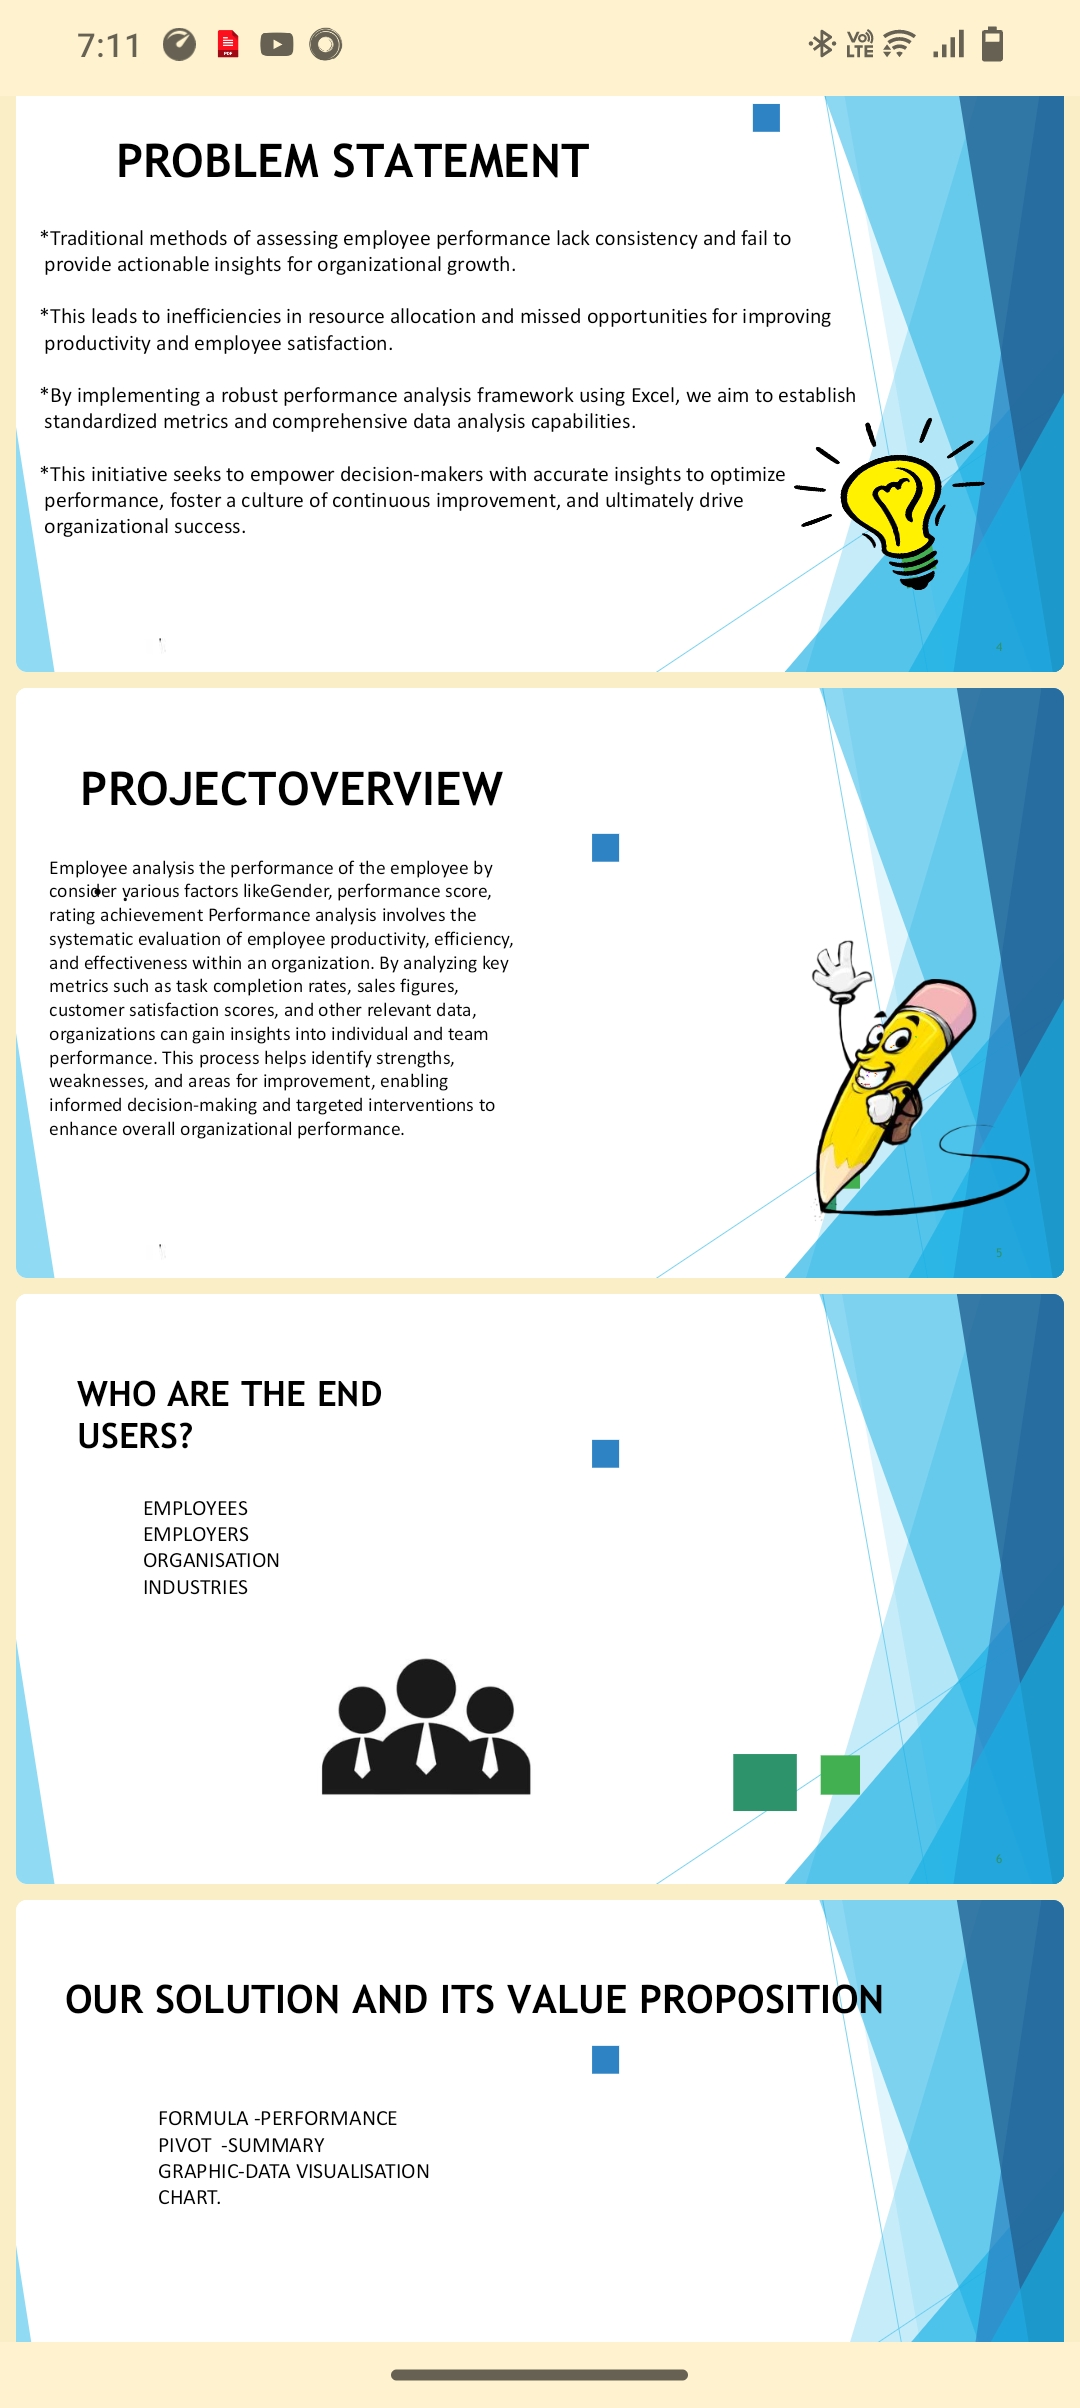 7:11
PDF
Vo)
LTE
PROBLEM STATEMENT
*Traditional methods of assessing employee performance lack consistency and fail to
provide actionable insights for organizational growth.
*This leads to inefficiencies in resource allocation and missed opportunities for improving
productivity and employee satisfaction.
*By implementing a robust performance analysis framework using Excel, we aim to establish
standardized metrics and comprehensive data analysis capabilities.
*This initiative seeks to empower decision-makers with accurate insights to optimize
performance, foster a culture of continuous improvement, and ultimately drive
organizational success.
4
PROJECTOVERVIEW
Employee analysis the performance of the employee by
consider various factors likeGender, performance score,
rating achievement Performance analysis involves the
systematic evaluation of employee productivity, efficiency,
and effectiveness within an organization. By analyzing key
metrics such as task completion rates, sales figures,
customer satisfaction scores, and other relevant data,
organizations can gain insights into individual and team
performance. This process helps identify strengths,
weaknesses, and areas for improvement, enabling
informed decision-making and targeted interventions to
enhance overall organizational performance.
5
WHO ARE THE END
USERS?
EMPLOYEES
EMPLOYERS
ORGANISATION
INDUSTRIES
6
OUR SOLUTION AND ITS VALUE PROPOSITION
FORMULA -PERFORMANCE
PIVOT  -SUMMARY
GRAPHIC-DATA VISUALISATION
CHART.